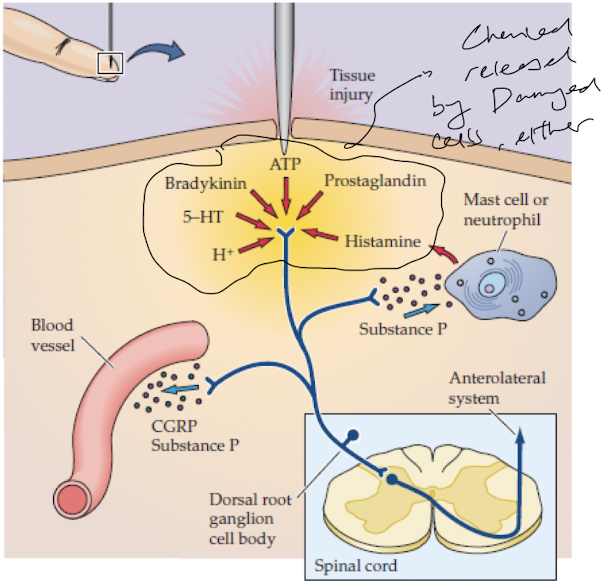 Chemical
released
by Damaged
cells, either
Tissue
injury
ATP
Bradykinin
Prostaglandin
5–HT
Histamine
H+
Mast cell or
neutrophil
Substance P
Blood
vessel
CGRP
Substance P
Anterolateral
system
Dorsal root
ganglion
cell body
Spinal cord